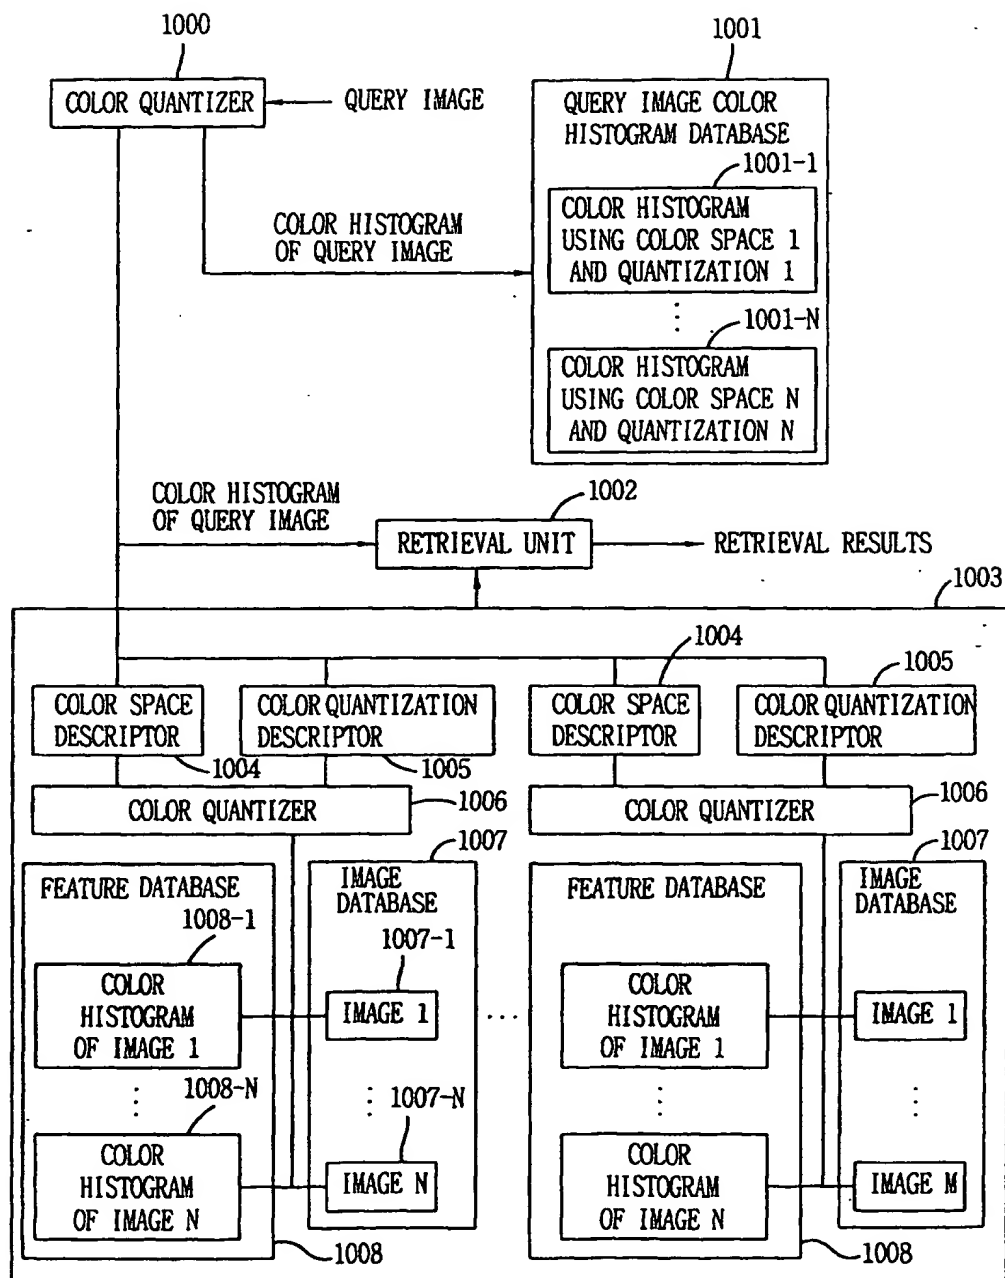 1000
1001
COLOR QUANTIZER
QUERY IMAGE
QUERY IMAGE COLOR
HISTOGRAM DATABASE
1001-1
COLOR HISTOGRAM
USING COLOR SPACE 1
AND QUANTIZATION 1
COLOR HISTOGRAM
OF QUERY IMAGE
1001-N
COLOR HISTOGRAM
USING COLOR SPACE N
AND QUANTIZATION N
COLOR HISTOGRAM
OF QUERY IMAGE
1002
RETRIEVAL UNIT
RETRIEVAL RESULTS
1003
COLOR SPACE
DESCRIPTOR
1004
COLOR QUANTIZATION
DESCRIPTOR
1005
1004
COLOR SPACE
DESCRIPTOR
1005
COLOR QUANTIZATION
DESCRIPTOR
COLOR QUANTIZER
1006
COLOR QUANTIZER
1006
1007
1007
FEATURE DATABASE
1008-1
COLOR
HISTOGRAM
OF IMAGE 1
1008-N
COLOR
HISTOGRAM
OF IMAGE N
1008
IMAGE
DATABASE
1007-1
IMAGE 1
1007-N
IMAGE N
...
FEATURE DATABASE
COLOR
HISTOGRAM
OF IMAGE 1
COLOR
HISTOGRAM
OF IMAGE N
1008
IMAGE
DATABASE
IMAGE 1
IMAGE M